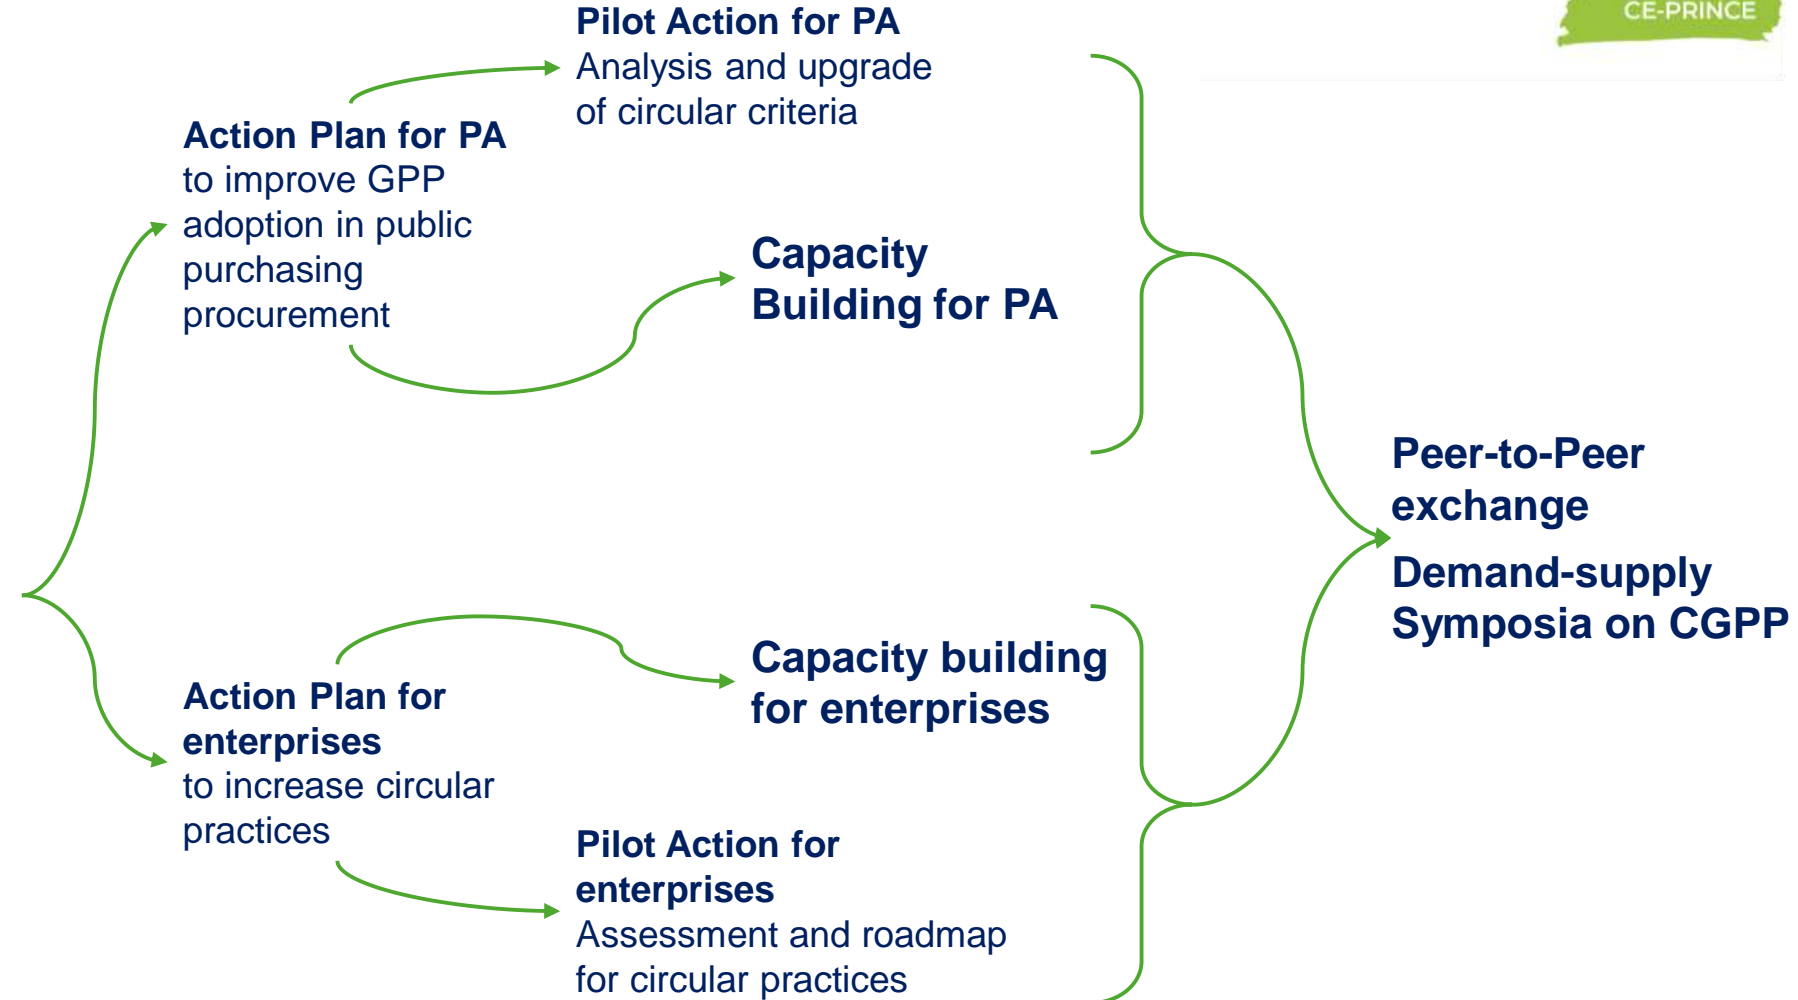 CE-PRINCE
Pilot Action for PA
Analysis and upgrade
of circular criteria
Action Plan for PA
to improve GPP
adoption in public
purchasing
procurement
Capacity
Building for PA
Peer-to-Peer
exchange
Demand-supply
Symposia on CGPP
Capacity building
for enterprises
Action Plan for
enterprises
to increase circular
practices
Pilot Action for
enterprises
Assessment and roadmap
for circular practices